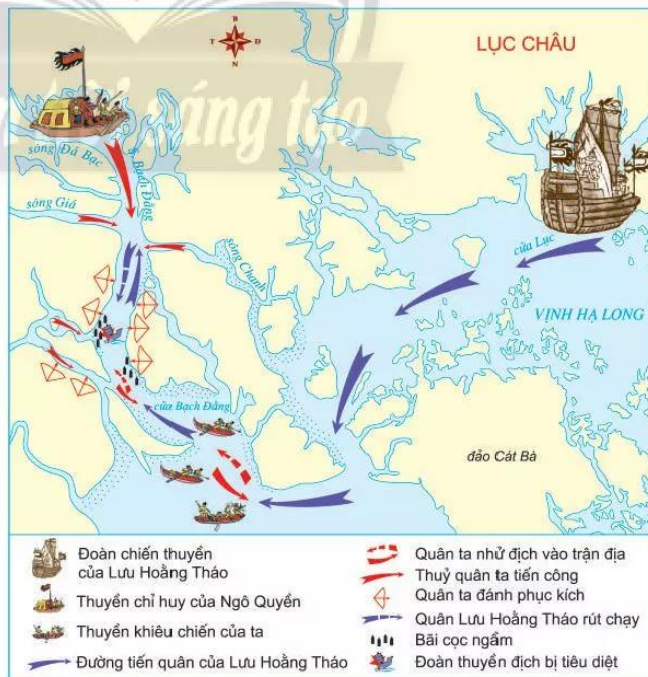 B
T Đ
N
LỤC CHÂU
sáng tạo
sông Đá Bạc
s. Bạch Đằng
sông Giá
sông Chanh
cửa Lục
VỊNH HẠ LONG
cửa Bạch Đằng
đảo Cát Bà
Đoàn chiến thuyền
của Lưu Hoằng Tháo
Thuyền chỉ huy của Ngô Quyền
Thuyền khiêu chiến của ta
Đường tiến quân của Lưu Hoằng Tháo
Quân ta nhử địch vào trận địa
Thuỷ quân ta tiến công
Quân ta đánh phục kích
Quân Lưu Hoằng Tháo rút chạy
Bãi cọc ngầm
Đoàn thuyền địch bị tiêu diệt